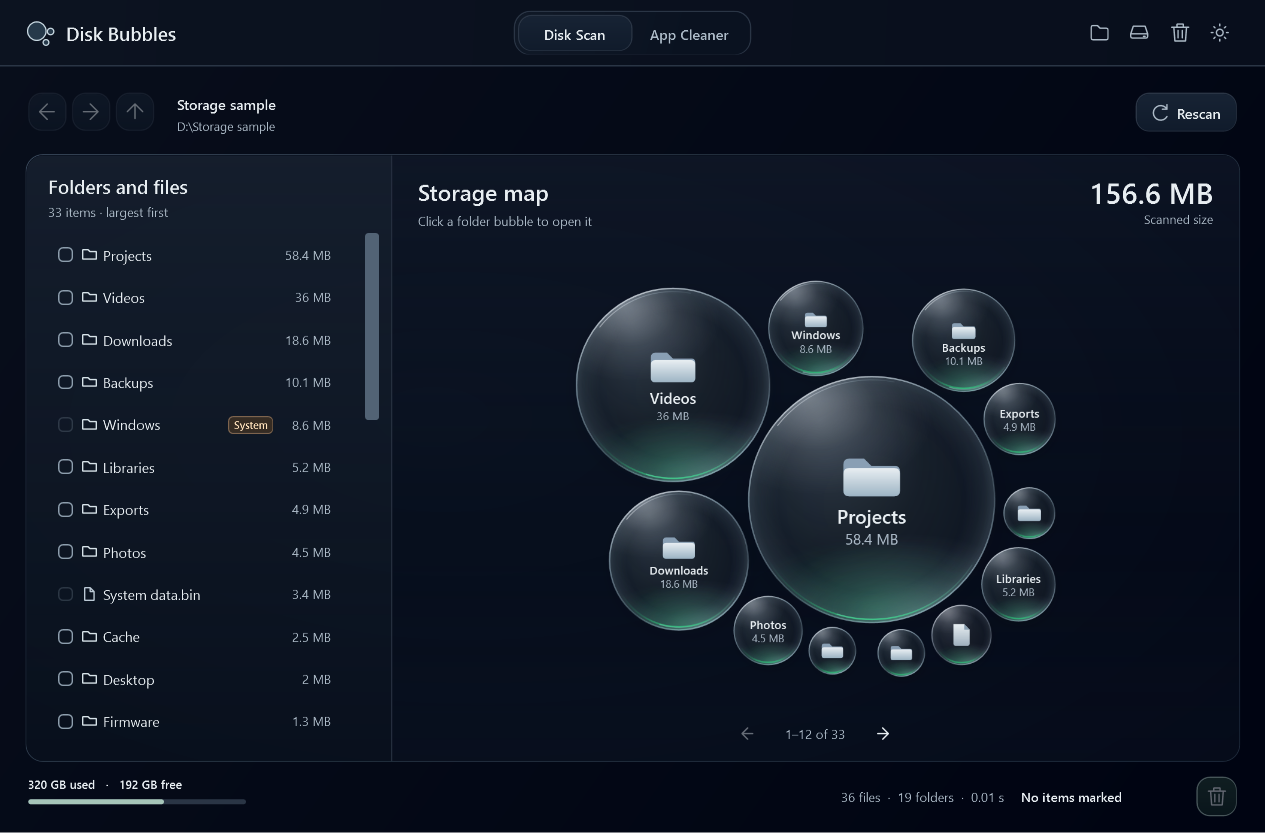 Disk Bubbles
Disk Scan
App Cleaner
Storage sample
D:\Storage sample
Rescan
Folders and files
33 items · largest first
Projects 58.4 MB
Videos 36 MB
Downloads 18.6 MB
Backups 10.1 MB
Windows System 8.6 MB
Libraries 5.2 MB
Exports 4.9 MB
Photos 4.5 MB
System data.bin 3.4 MB
Cache 2.5 MB
Desktop 2 MB
Firmware 1.3 MB
Storage map
Click a folder bubble to open it
156.6 MB
Scanned size
Windows
8.6 MB
Backups
10.1 MB
Videos
36 MB
Exports
4.9 MB
Projects
58.4 MB
Downloads
18.6 MB
Libraries
5.2 MB
Photos
4.5 MB
1–12 of 33
320 GB used · 192 GB free
36 files · 19 folders · 0.01 s No items marked